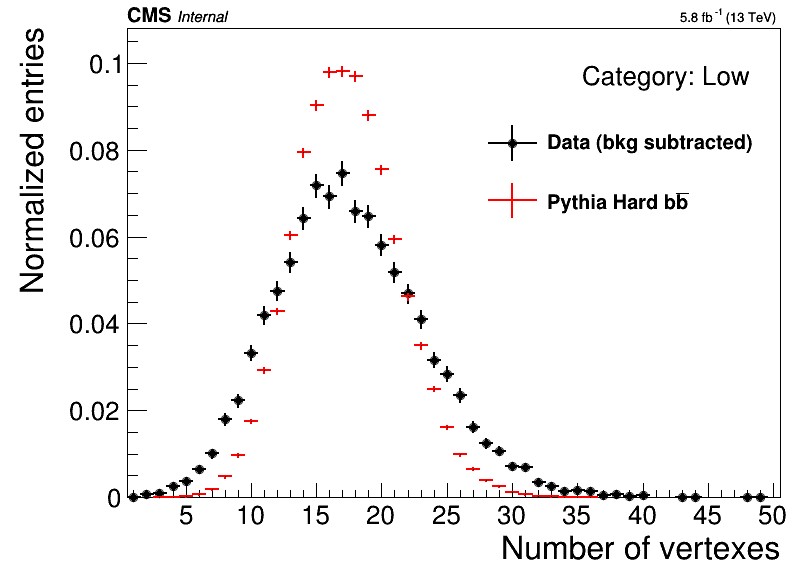 CMS Internal
5.8 fb⁻¹ (13 TeV)
Normalized entries
0.1
0.08
0.06
0.04
0.02
0
Category: Low
Data (bkg subtracted)
Pythia Hard bb̅
5 10 15 20 25 30 35 40 45 50
Number of vertexes